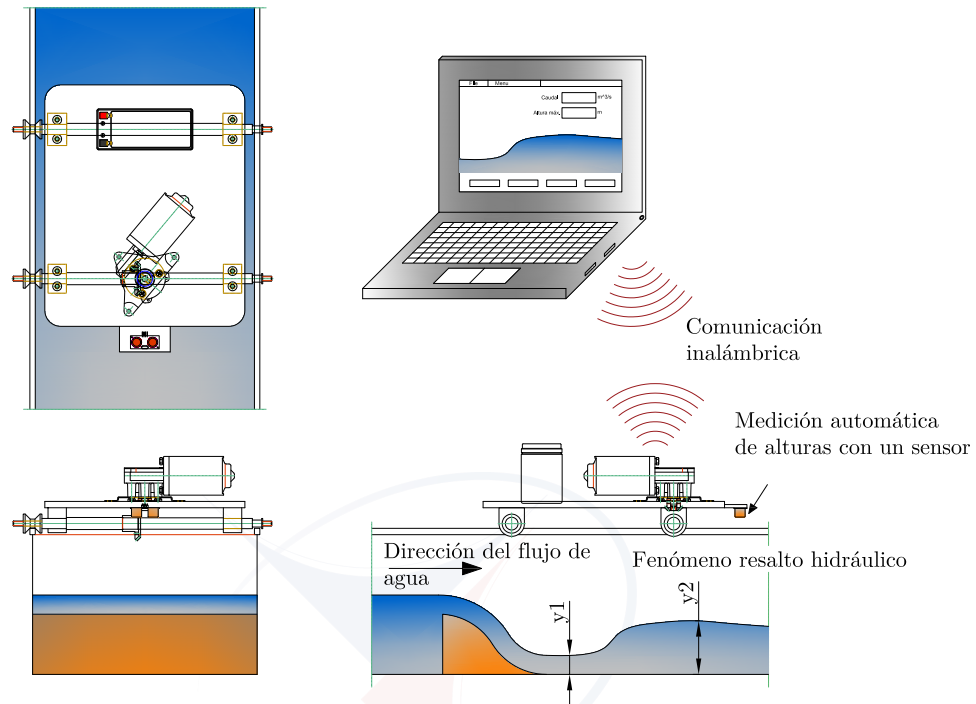 File Menu
Caudal m^3/s
Altura máx. m
Comunicación
inalámbrica
Medición automática
de alturas con un sensor
Dirección del flujo de
agua
Fenómeno resalto hidráulico
y1
y2